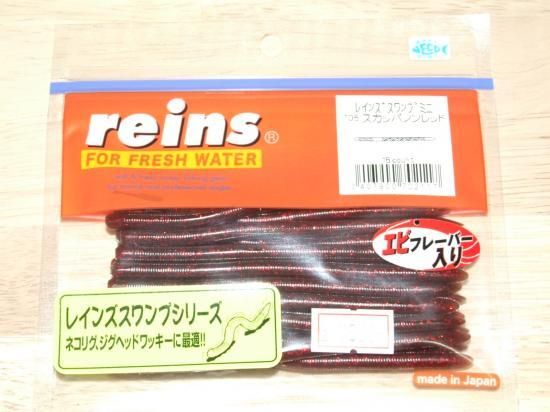 JECPC
reins®
FOR FRESH WATER
レインズスワンプミニ
スカッパノンレッド
15 count
エビフレーバー
入り
レインズスワンプシリーズ
ネコリグ、ジグヘッドワッキーに最適!!
made in Japan